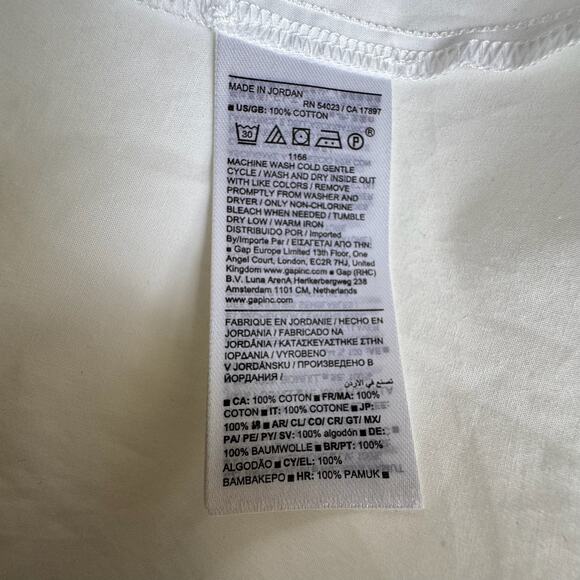 MADE IN JORDAN
RN 54023 / CA 17897
■ US/GB: 100% COTTON
30 P ®
1156
MACHINE WASH COLD GENTLE
CYCLE / WASH AND DRY INSIDE OUT
WITH LIKE COLORS / REMOVE
PROMPTLY FROM WASHER AND
DRYER / ONLY NON-CHLORINE
BLEACH WHEN NEEDED / TUMBLE
DRY LOW / WARM IRON
DISTRIBUIDO POR / Imported
By/Importe Par / ΕΙΣΑΓΕΤΑΙ ΑΠΟ THN:
■ Gap Europe Limited 13th Floor, One
Angel Court, London, EC2R 7HJ, United
Kingdom www.gapinc.com ■ Gap (RHC)
B.V. Luna ArenA Herikerbergweg 238
Amsterdam 1101 CM, Netherlands
www.gapinc.com
FABRIQUE EN JORDANIE / HECHO EN
JORDANIA / FABRICADO NA
JORDÂNIA / ΚΑΤΑΣΚΕΥΑΣΤΗΚΕ ΣΤΗΝ
ΙΟΡΔΑΝΙΑ / VYROBENO
V JORDÁNSKU / ПРОИЗВЕДЕНО В
ЙОРДАНИЯ / تصنع في الأردن
■ CA: 100% COTON ■ FR/MA: 100%
COTON ■ IT: 100% COTONE ■ JP:
100% 綿 ■ AR/ CL/ CO/ CR/ GT/ MX/
PA/ PE/ PY/ SV: 100% algodón ■ DE:
100% BAUMWOLLE ■ BR/PT: 100%
ALGODÃO ■ CY/EL: 100%
ΒΑΜΒΑΚΕΡΟ ■ HR: 100% PAMUK ■